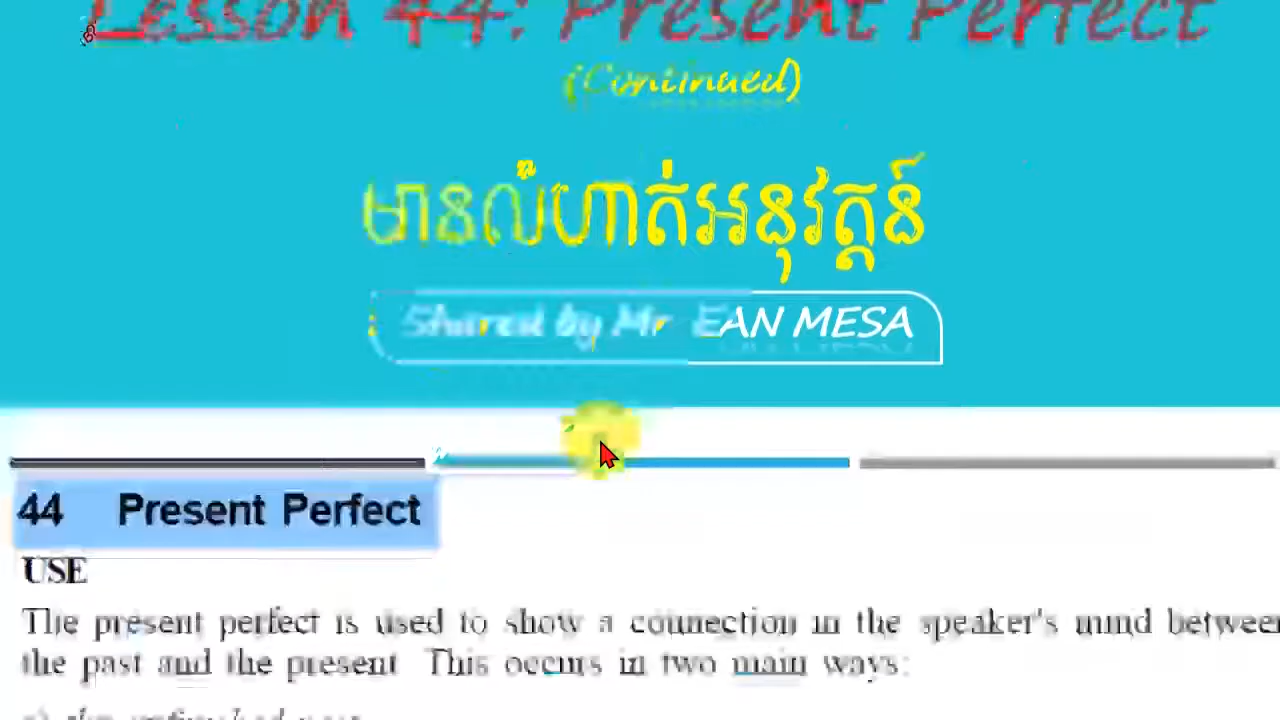 Lesson 44: Present Perfect
(Continued)
មានលំហាត់អនុវត្តន៍
Shared by Mr EAN MESA
44 Present Perfect
USE
The present perfect is used to show a connection in the speaker's mind between
the past and the present. This occurs in two main ways: